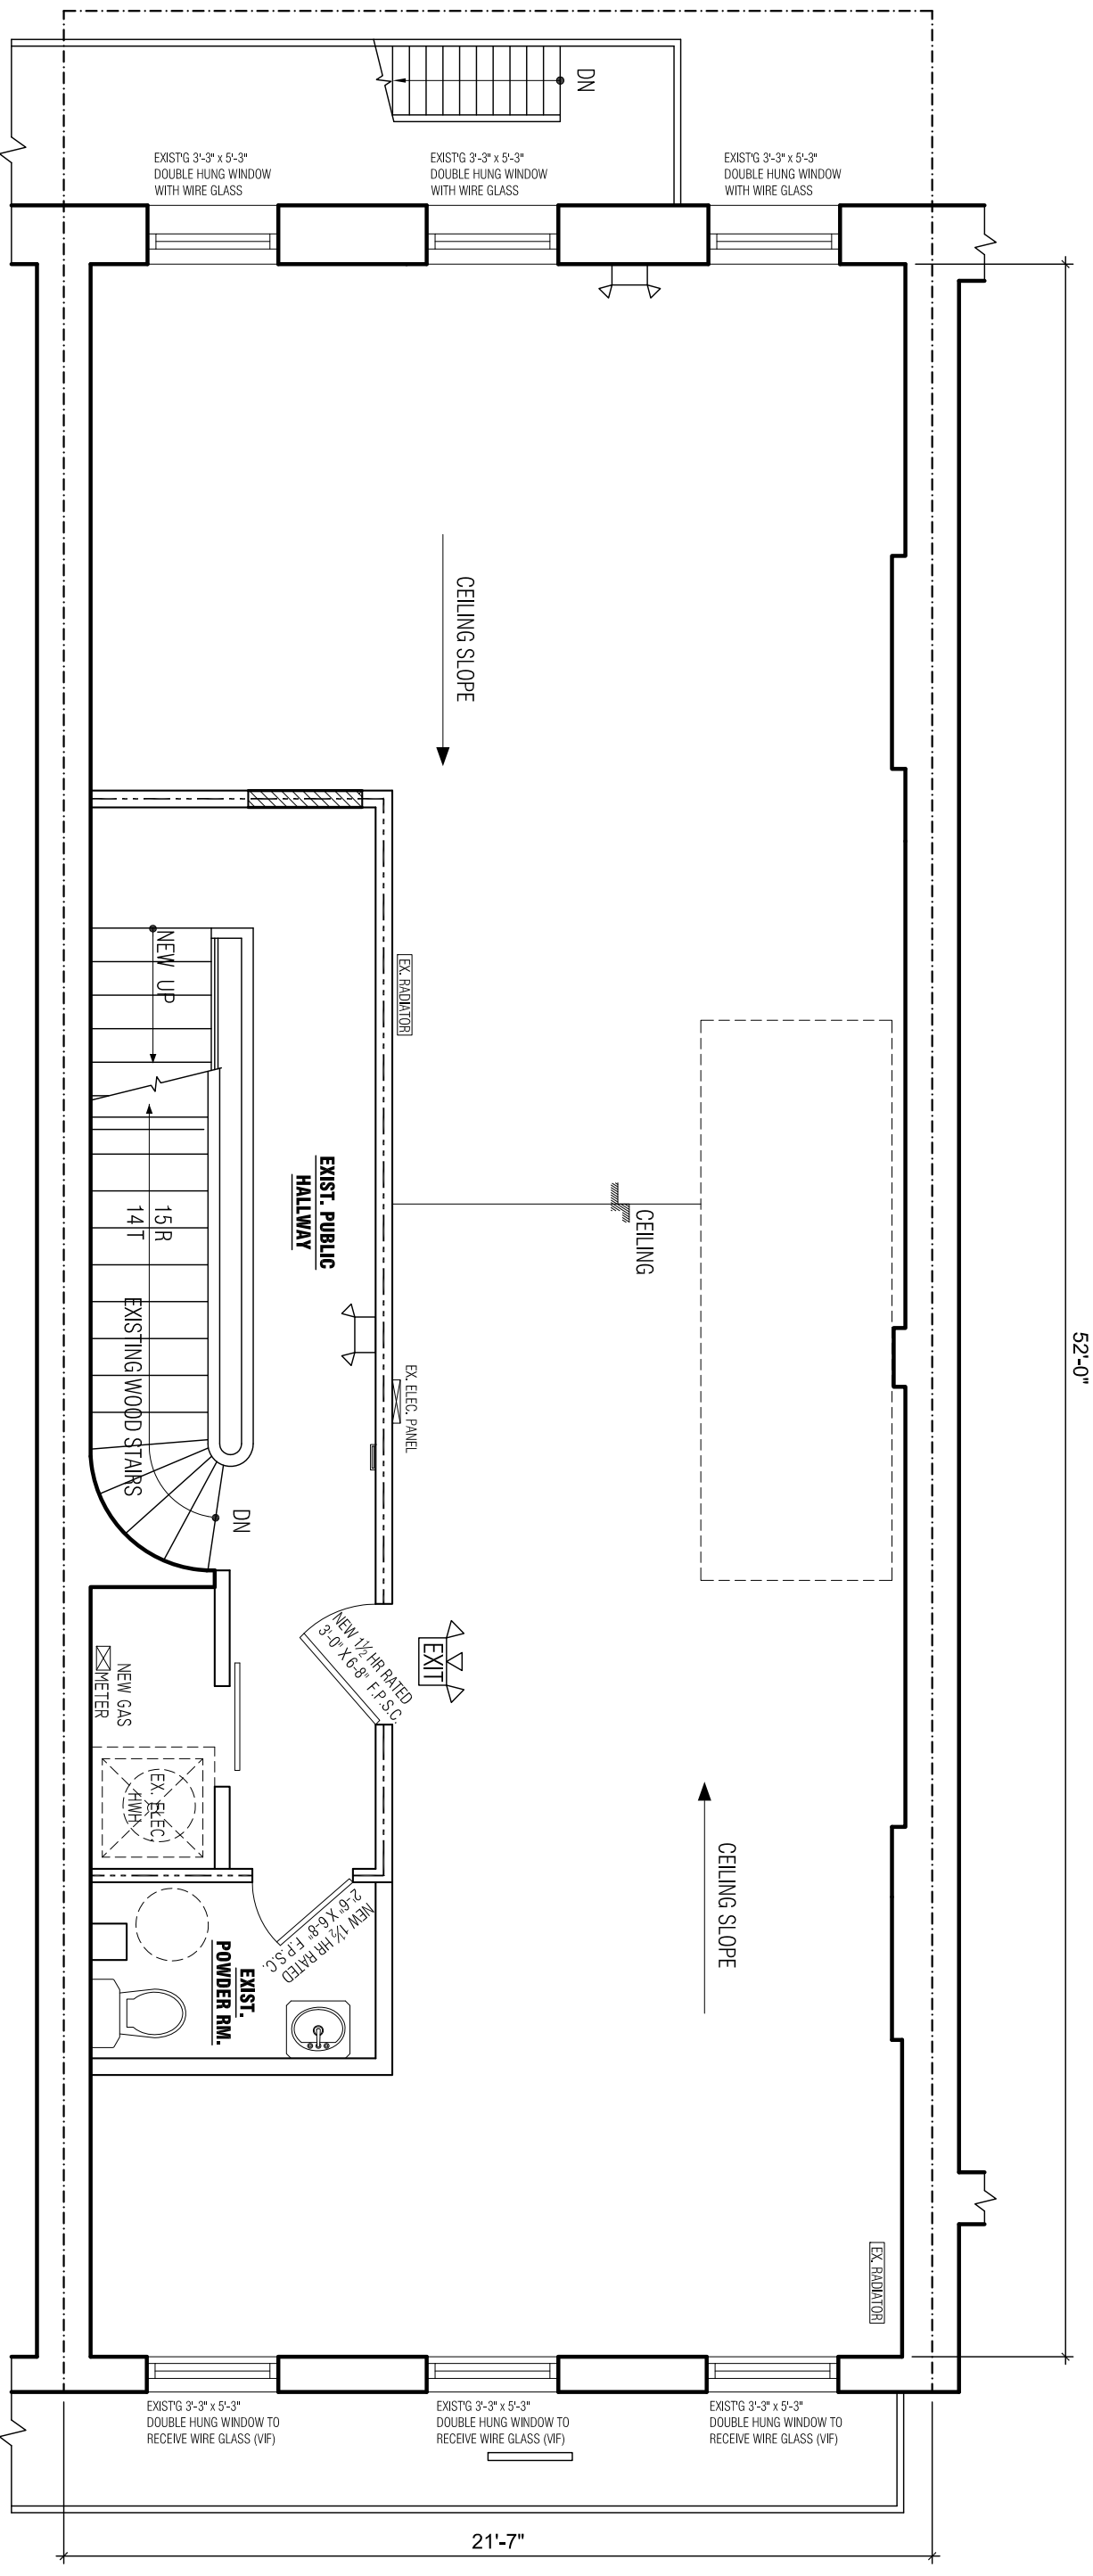 DN
EXIST'G 3'-3" x 5'-3"
DOUBLE HUNG WINDOW
WITH WIRE GLASS
EXIST'G 3'-3" x 5'-3"
DOUBLE HUNG WINDOW
WITH WIRE GLASS
EXIST'G 3'-3" x 5'-3"
DOUBLE HUNG WINDOW
WITH WIRE GLASS
CEILING SLOPE
NEW UP
EX. RADIATOR
EXIST. PUBLIC
HALLWAY
CEILING
52'-0"
15 R
14 T
EXISTING WOOD STAIRS
EX. ELEC. PANEL
DN
EXIT
NEW 1½ HR RATED
3'-0" X 6-8" F.P.S.C.
NEW GAS
METER
EX. ELEC
HWH
CEILING SLOPE
NEW 1½ HR RATED
2'-6" X 6-8" F.P.S.C.
EXIST.
POWDER RM.
EX. RADIATOR
EXIST'G 3'-3" x 5'-3"
DOUBLE HUNG WINDOW TO
RECEIVE WIRE GLASS (VIF)
EXIST'G 3'-3" x 5'-3"
DOUBLE HUNG WINDOW TO
RECEIVE WIRE GLASS (VIF)
EXIST'G 3'-3" x 5'-3"
DOUBLE HUNG WINDOW TO
RECEIVE WIRE GLASS (VIF)
21'-7"